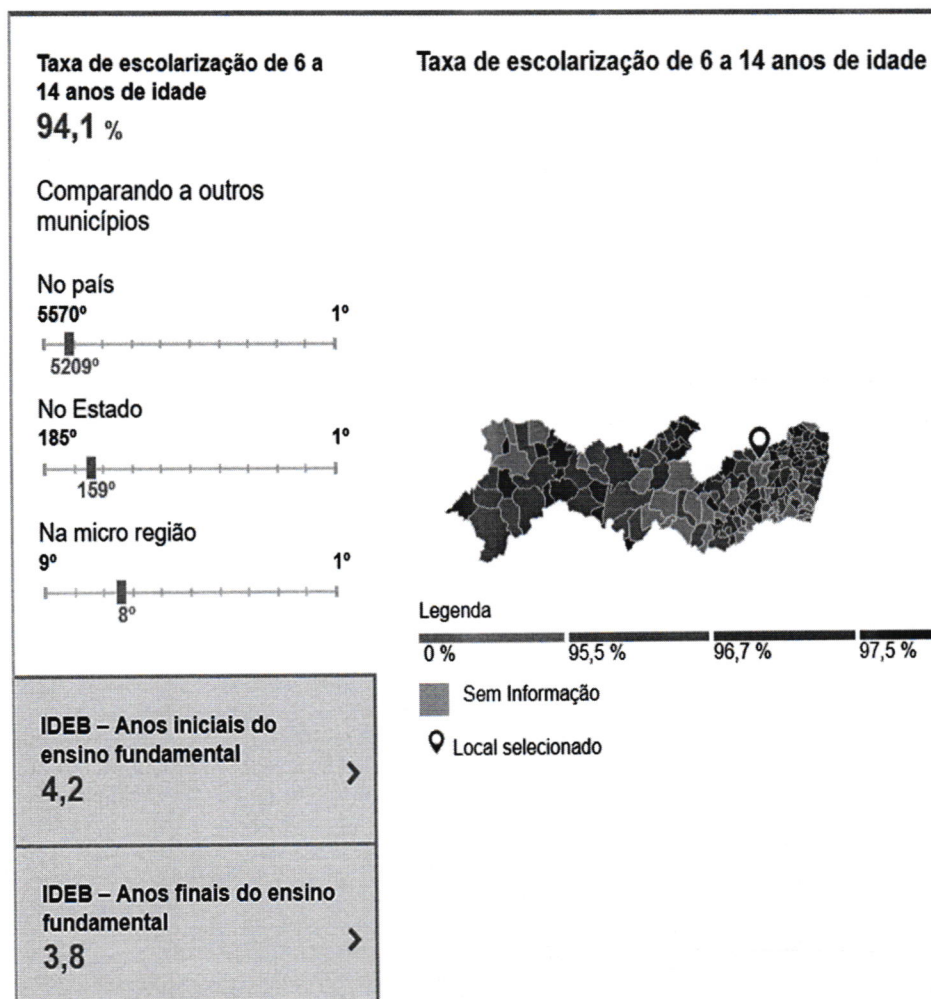 Taxa de escolarização de 6 a
14 anos de idade
94,1 %
Comparando a outros
municípios
No país
5570º 1º
5209º
No Estado
185º 1º
159º
Na micro região
9º 1º
8º
IDEB – Anos iniciais do
ensino fundamental
4,2
IDEB – Anos finais do ensino
fundamental
3,8
Taxa de escolarização de 6 a 14 anos de idade
Legenda
0 % 95,5 % 96,7 % 97,5 %
Sem Informação
Local selecionado